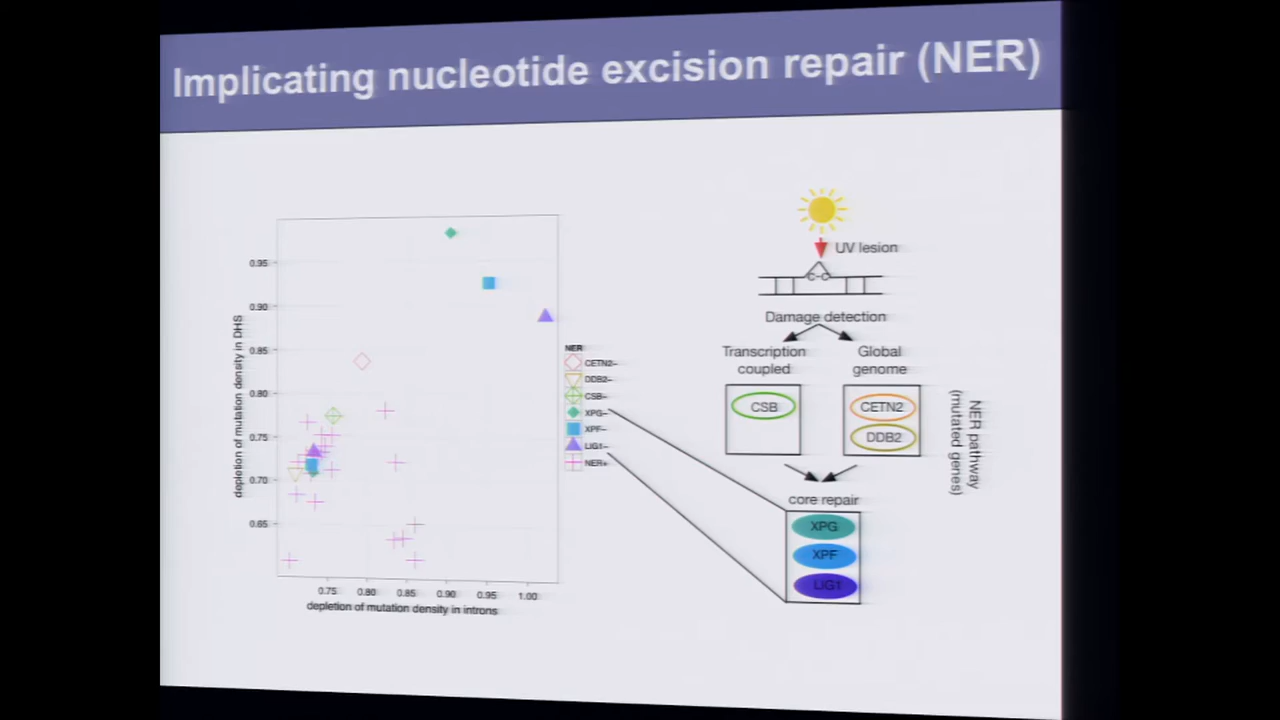 Implicating nucleotide excision repair (NER)
depletion of mutation density in DHS
0.95
0.90
0.85
0.80
0.75
0.70
0.65
0.75 0.80 0.85 0.90 0.95 1.00
depletion of mutation density in introns
NER
CETN2-
DDB2-
CSB-
XPG-
XPF-
LIG1-
NER+
UV lesion
C-C
Damage detection
Transcription
coupled
Global
genome
CSB
CETN2
DDB2
NER pathway
(mutated genes)
core repair
XPG
XPF
LIG1